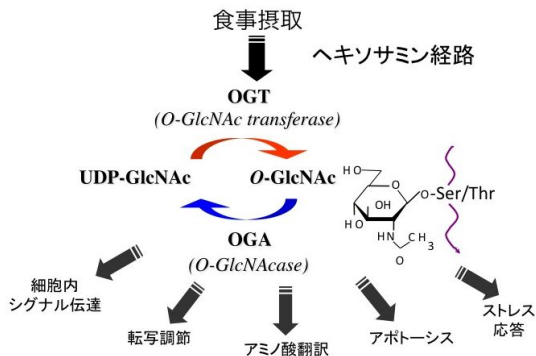 食事摂取
ヘキソサミン経路
OGT
(O-GlcNAc transferase)
UDP-GlcNAc
O-GlcNAc
HO
O
O-Ser/Thr
HO
OH
HO
H N
CH3
O
OGA
(O-GlcNAcase)
細胞内
シグナル伝達
転写調節
アミノ酸翻訳
アポトーシス
ストレス
応答